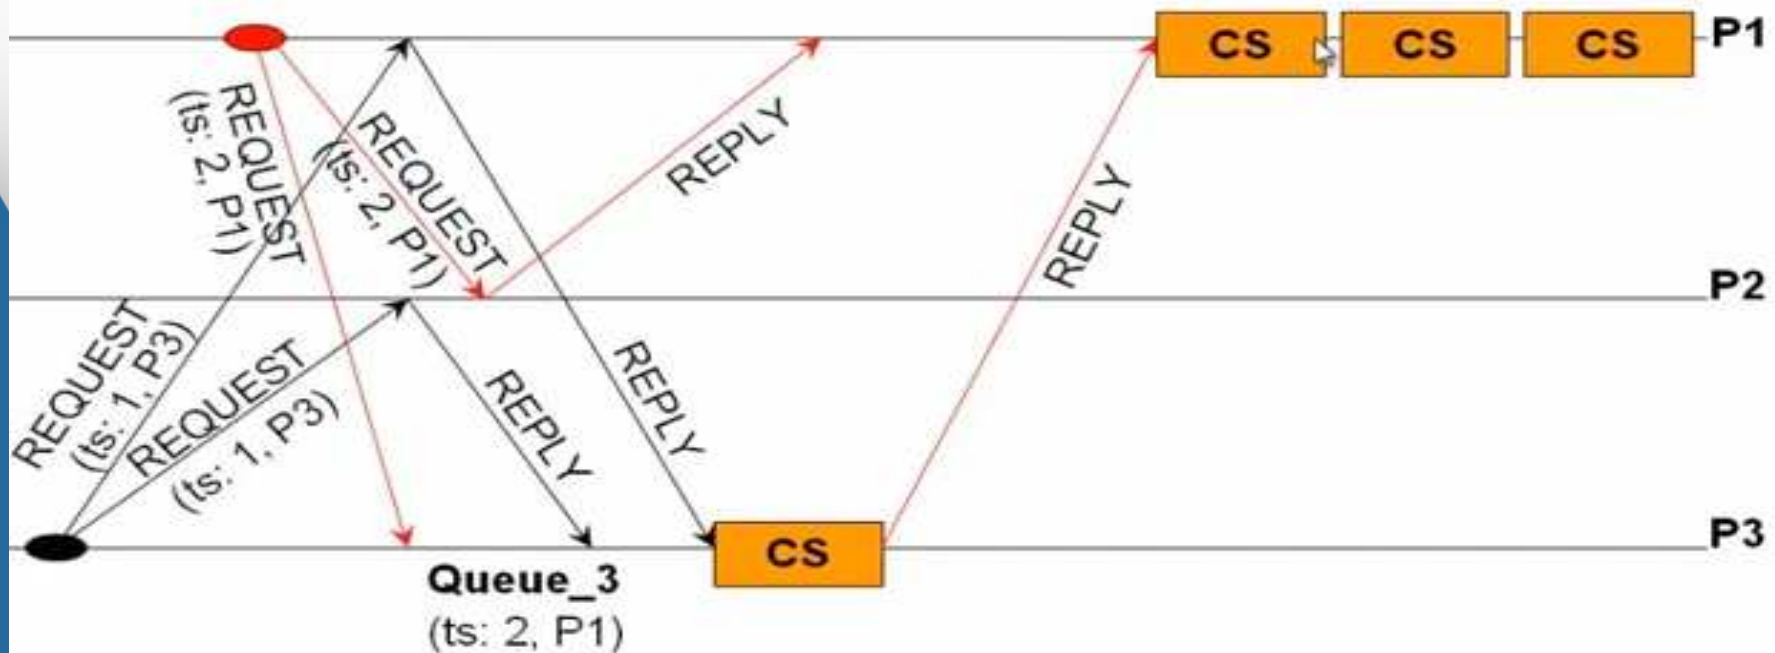 CS
CS
CS
P1
REQUEST
(ts: 2, P1)
REQUEST
(ts: 2, P1)
REPLY
REPLY
P2
REQUEST
(ts: 1, P3)
REQUEST
(ts: 1, P3)
REPLY
REPLY
CS
P3
Queue_3
(ts: 2, P1)